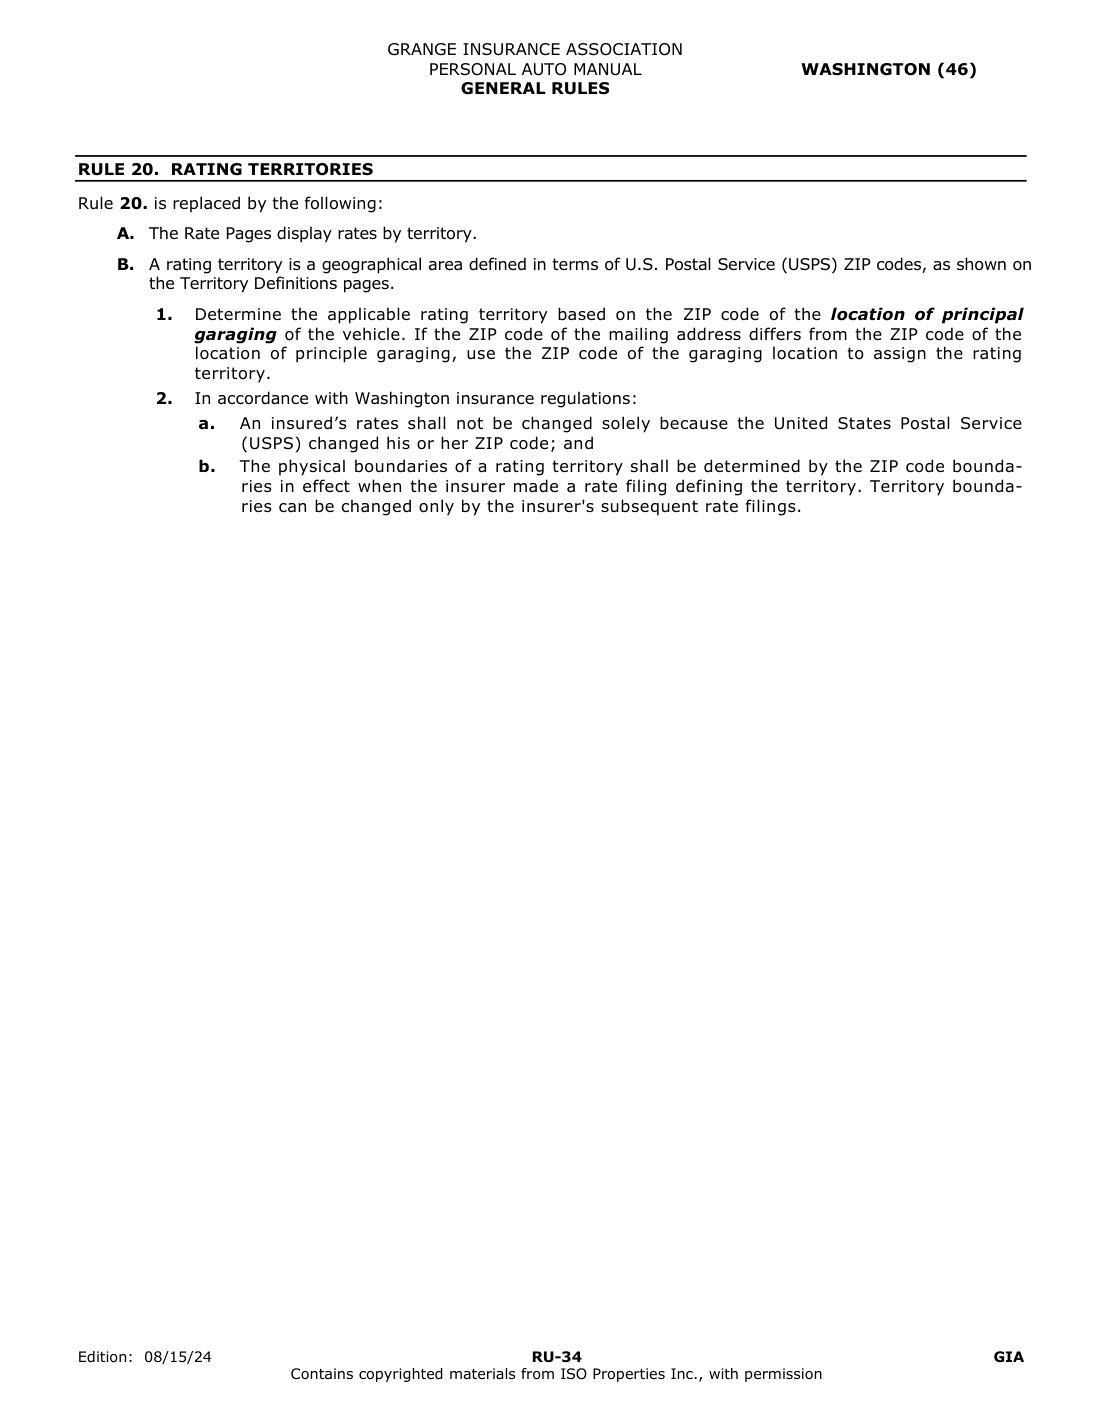 GRANGE INSURANCE ASSOCIATION
PERSONAL AUTO MANUAL
WASHINGTON (46)
GENERAL RULES
RULE 20.  RATING TERRITORIES
Rule 20. is replaced by the following:
A. The Rate Pages display rates by territory.
B. A rating territory is a geographical area defined in terms of U.S. Postal Service (USPS) ZIP codes, as shown on
the Territory Definitions pages.
1. Determine the applicable rating territory based on the ZIP code of the location of principal
garaging of the vehicle. If the ZIP code of the mailing address differs from the ZIP code of the
location of principle garaging, use the ZIP code of the garaging location to assign the rating
territory.
2. In accordance with Washington insurance regulations:
a. An insured’s rates shall not be changed solely because the United States Postal Service
(USPS) changed his or her ZIP code; and
b. The physical boundaries of a rating territory shall be determined by the ZIP code bounda-
ries in effect when the insurer made a rate filing defining the territory. Territory bounda-
ries can be changed only by the insurer's subsequent rate filings.
Edition:  08/15/24
RU-34
GIA
Contains copyrighted materials from ISO Properties Inc., with permission